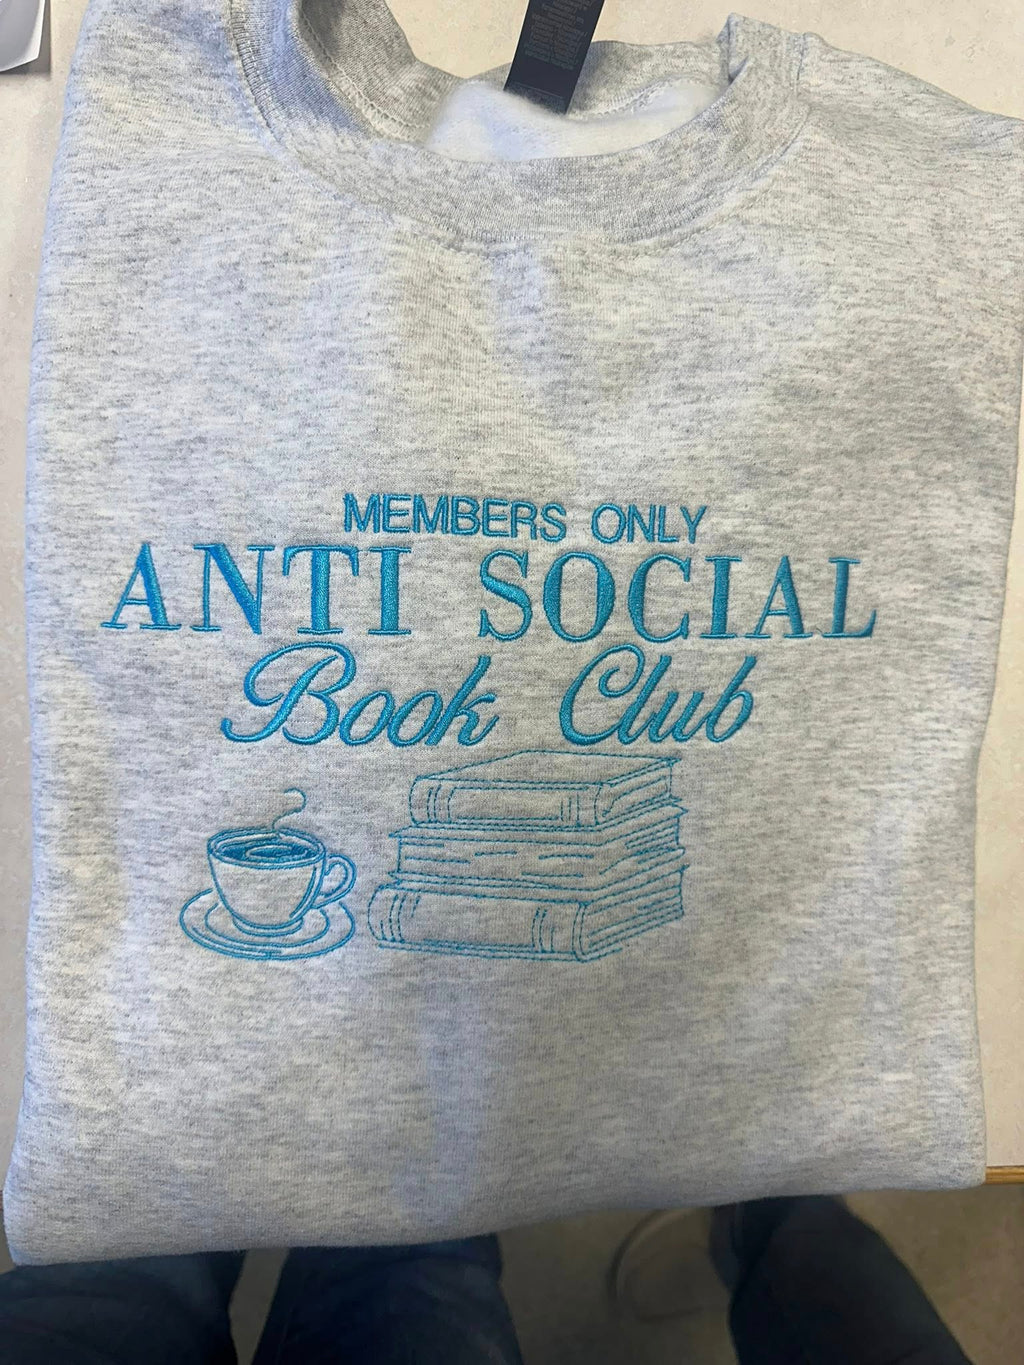 MEMBERS ONLY
ANTI SOCIAL
Book Club